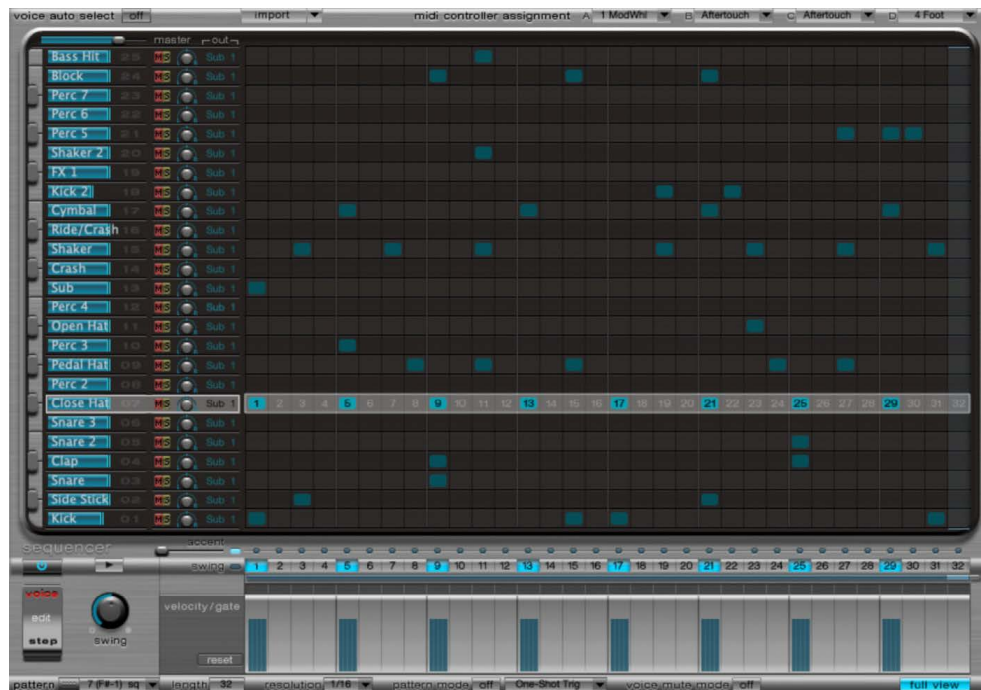 voice auto select off import midi controller assignment A 1 ModWhl B Aftertouch C Aftertouch D 4 Foot
master out
Bass Hit 25 M S Sub 1
Block 24 M S Sub 1
Perc 7 23 M S Sub 1
Perc 6 22 M S Sub 1
Perc 5 21 M S Sub 1
Shaker 2 20 M S Sub 1
FX 1 19 M S Sub 1
Kick 2 18 M S Sub 1
Cymbal 17 M S Sub 1
Ride/Crash 16 M S Sub 1
Shaker 15 M S Sub 1
Crash 14 M S Sub 1
Sub 13 M S Sub 1
Perc 4 12 M S Sub 1
Open Hat 11 M S Sub 1
Perc 3 10 M S Sub 1
Pedal Hat 09 M S Sub 1
Perc 2 08 M S Sub 1
Close Hat 07 M S Sub 1 1 2 3 4 5 6 7 8 9 10 11 12 13 14 15 16 17 18 19 20 21 22 23 24 25 26 27 28 29 30 31 32
Snare 3 06 M S Sub 1
Snare 2 05 M S Sub 1
Clap 04 M S Sub 1
Snare 03 M S Sub 1
Side Stick 02 M S Sub 1
Kick 01 M S Sub 1
sequencer accent
swing 1 2 3 4 5 6 7 8 9 10 11 12 13 14 15 16 17 18 19 20 21 22 23 24 25 26 27 28 29 30 31 32
voice
edit
step
swing
velocity/gate
reset
pattern 7 (F#-1) sq length 32 resolution 1/16 pattern mode off One-Shot Trig voice mute mode off full view